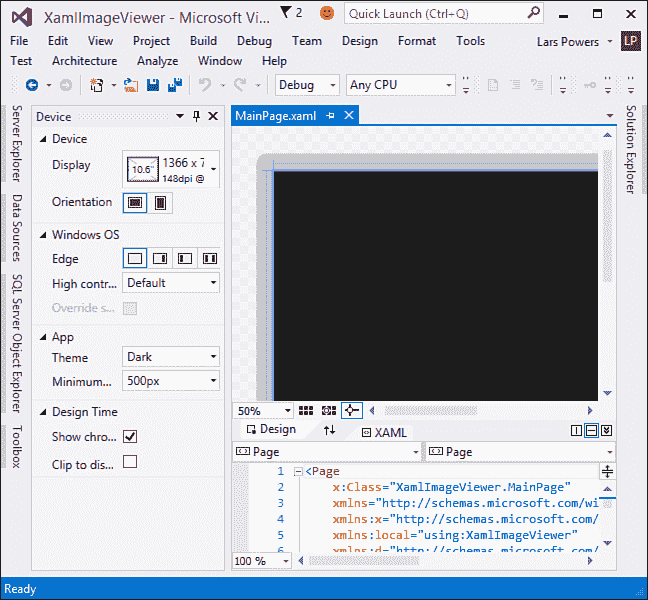 XamlImageViewer - Microsoft Vi... 2 Quick Launch (Ctrl+Q)
File Edit View Project Build Debug Team Design Format Tools Lars Powers LP
Test Architecture Analyze Window Help
Debug Any CPU
Server Explorer
Data Sources
SQL Server Object Explorer
Toolbox
Device
Device
Display 10.6" 1366 x 7
148dpi @
Orientation
Windows OS
Edge
High contr... Default
Override s...
App
Theme Dark
Minimum... 500px
Design Time
Show chro...
Clip to dis...
MainPage.xaml
50%
Design XAML
Page Page
1 <Page
2 x:Class="XamlImageViewer.MainPage"
3 xmlns="http://schemas.microsoft.com/wi
4 xmlns:x="http://schemas.microsoft.com/
5 xmlns:local="using:XamlImageViewer"
6 xmlns:d="http://schemas.microsoft.com/
100 %
Solution Explorer
Ready